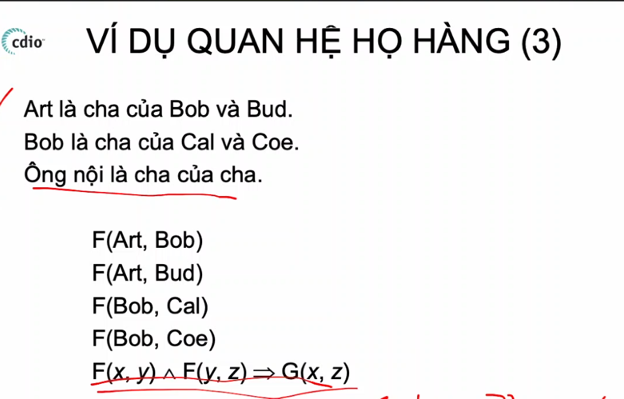 cdio
VÍ DỤ QUAN HỆ HỌ HÀNG (3)
Art là cha của Bob và Bud.
Bob là cha của Cal và Coe.
Ông nội là cha của cha.
F(Art, Bob)
F(Art, Bud)
F(Bob, Cal)
F(Bob, Coe)
F(x, y) ∧ F(y, z) ⇒ G(x, z)